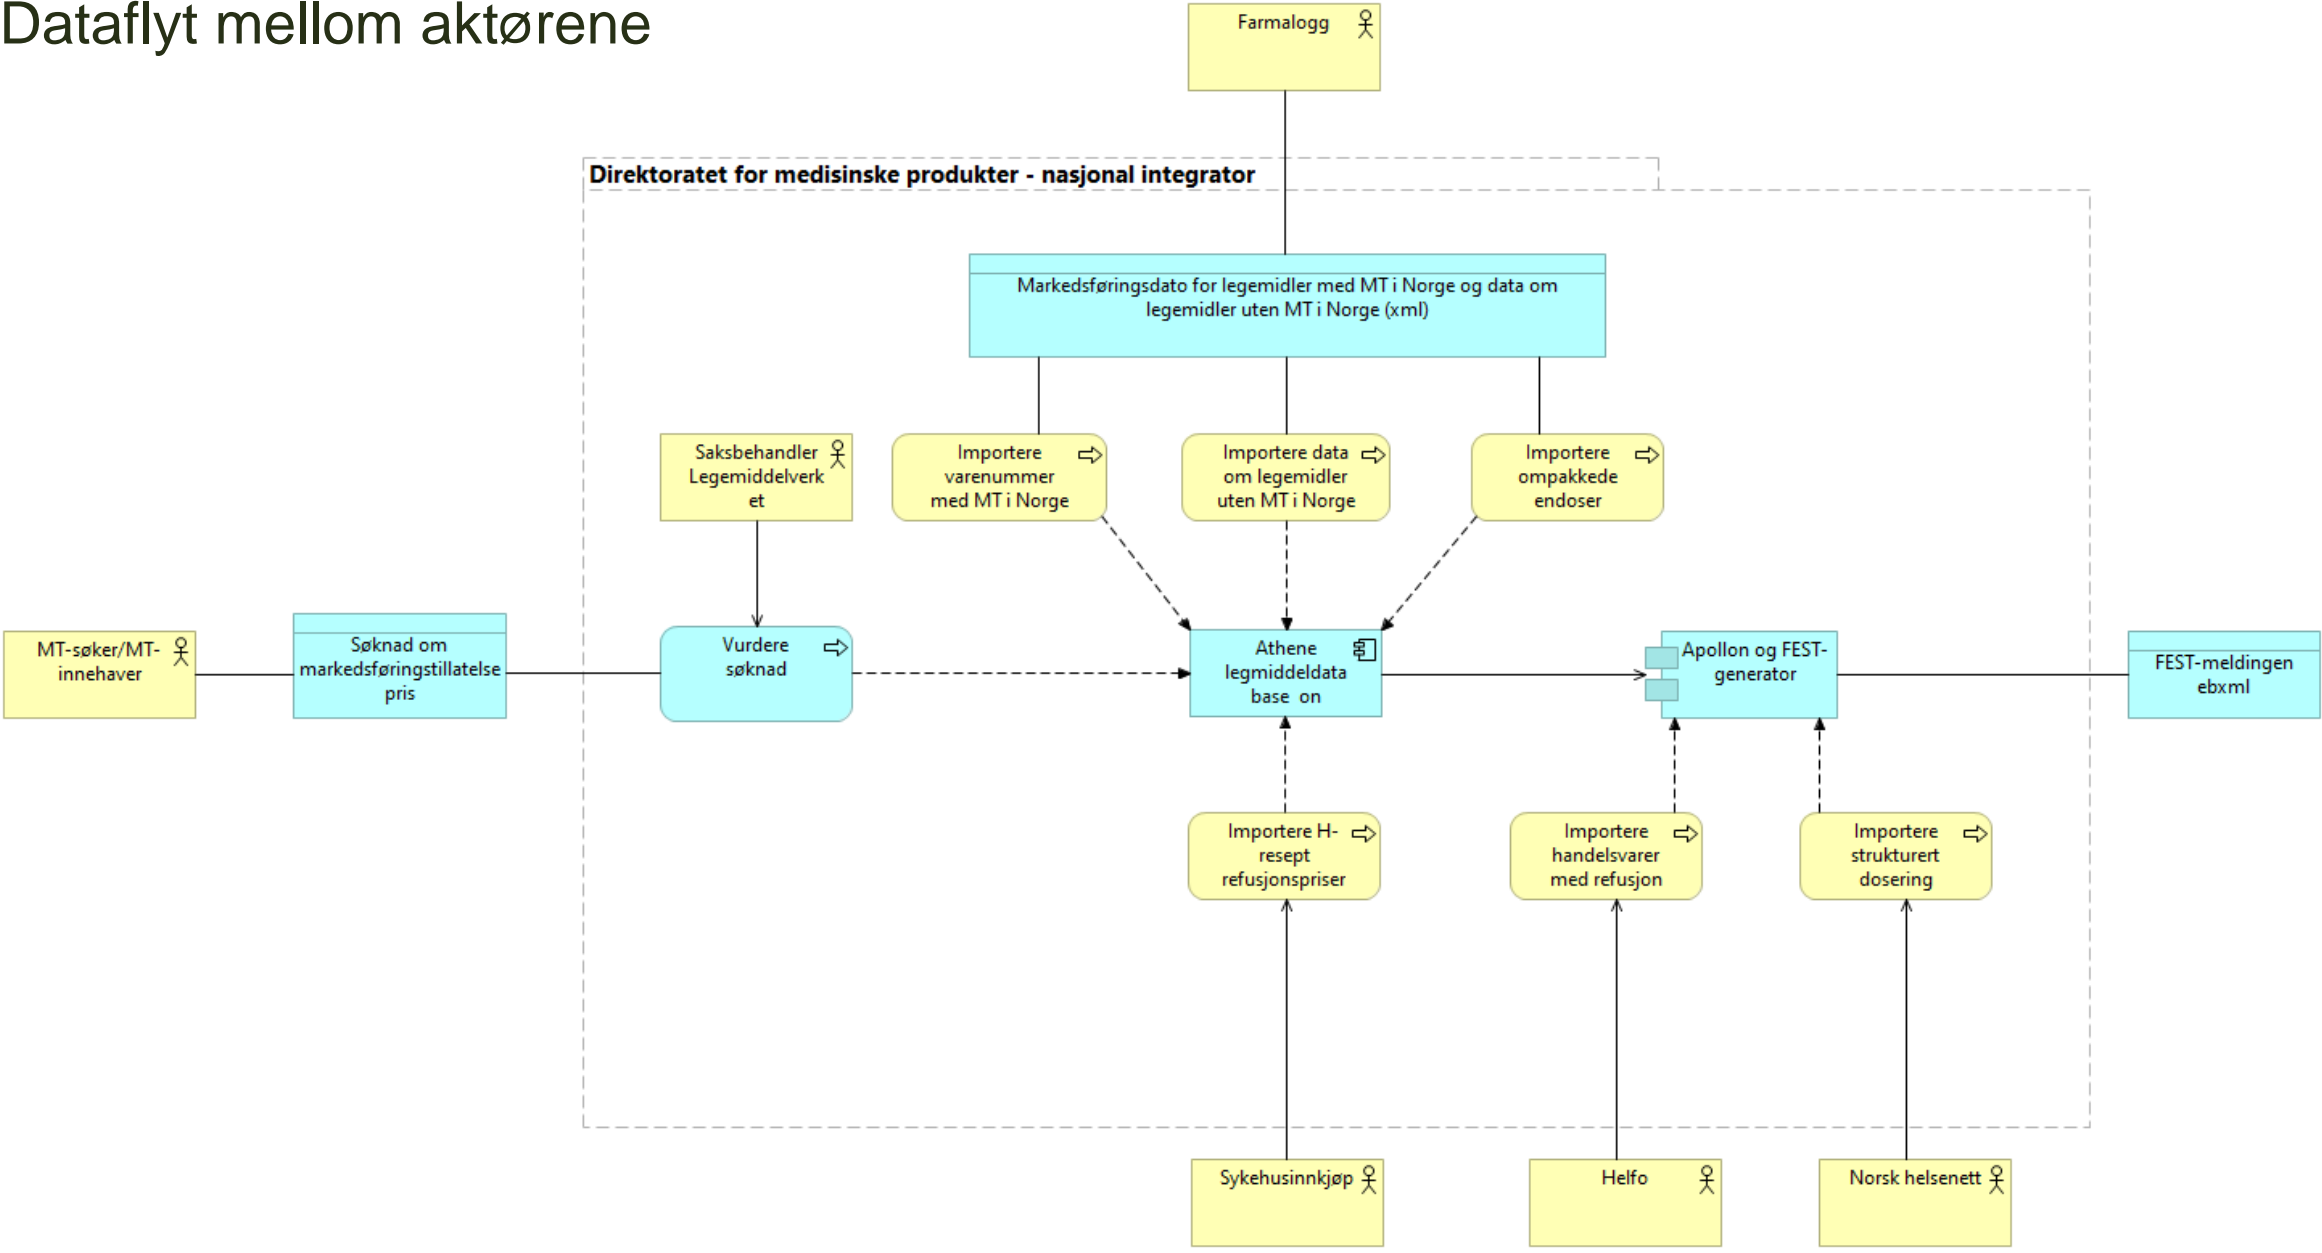 Dataflyt mellom aktørene
Farmalogg
Direktoratet for medisinske produkter - nasjonal integrator
Markedsføringsdato for legemidler med MT i Norge og data om
legemidler uten MT i Norge (xml)
Saksbehandler
Legemiddelverk
et
Importere
varenummer
med MT i Norge
Importere data
om legemidler
uten MT i Norge
Importere
ompakkede
endoser
MT-søker/MT-
innehaver
Søknad om
markedsføringstillatelse
pris
Vurdere
søknad
Athene
legmiddeldata
base on
Apollon og FEST-
generator
FEST-meldingen
ebxml
Importere H-
resept
refusjonspriser
Importere
handelsvarer
med refusjon
Importere
strukturert
dosering
Sykehusinnkjøp
Helfo
Norsk helsenett